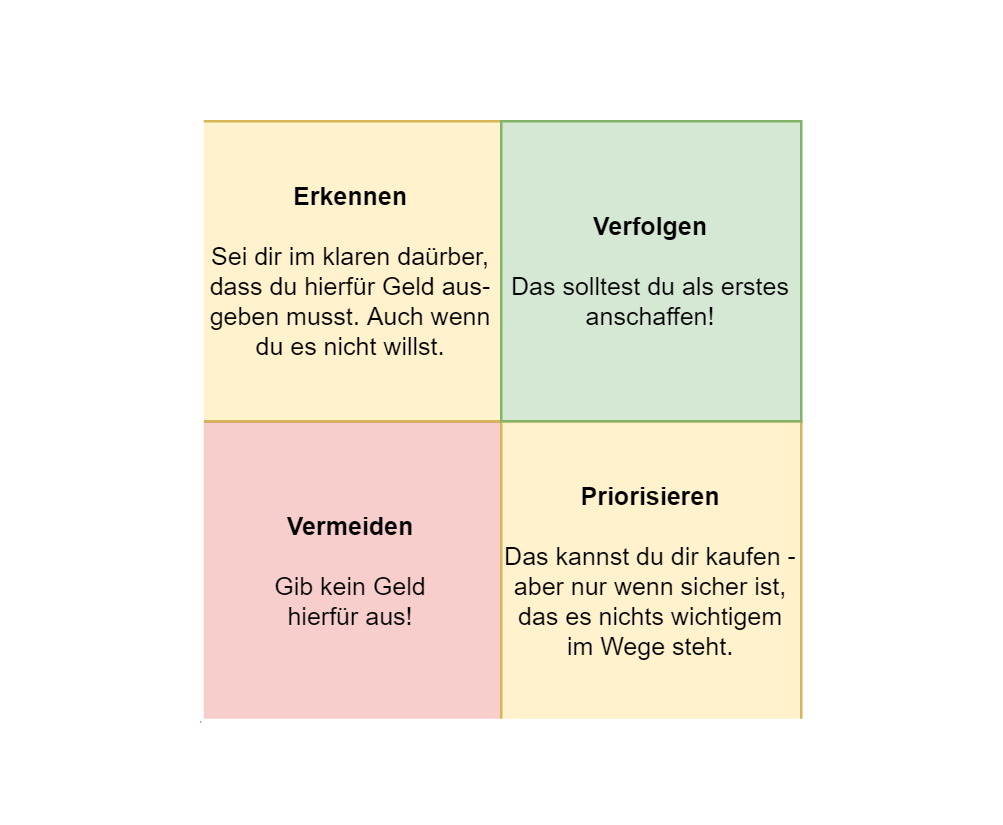 Erkennen
Sei dir im klaren daürber,
dass du hierfür Geld aus-
geben musst. Auch wenn
du es nicht willst.
Verfolgen
Das solltest du als erstes
anschaffen!
Vermeiden
Gib kein Geld
hierfür aus!
Priorisieren
Das kannst du dir kaufen -
aber nur wenn sicher ist,
das es nichts wichtigem
im Wege steht.